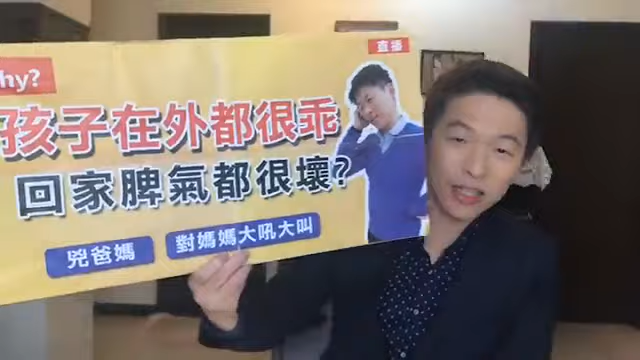 hy?
直播
孩子在外都很乖
回家脾氣都很壞?
兇爸媽
對媽媽大吼大叫